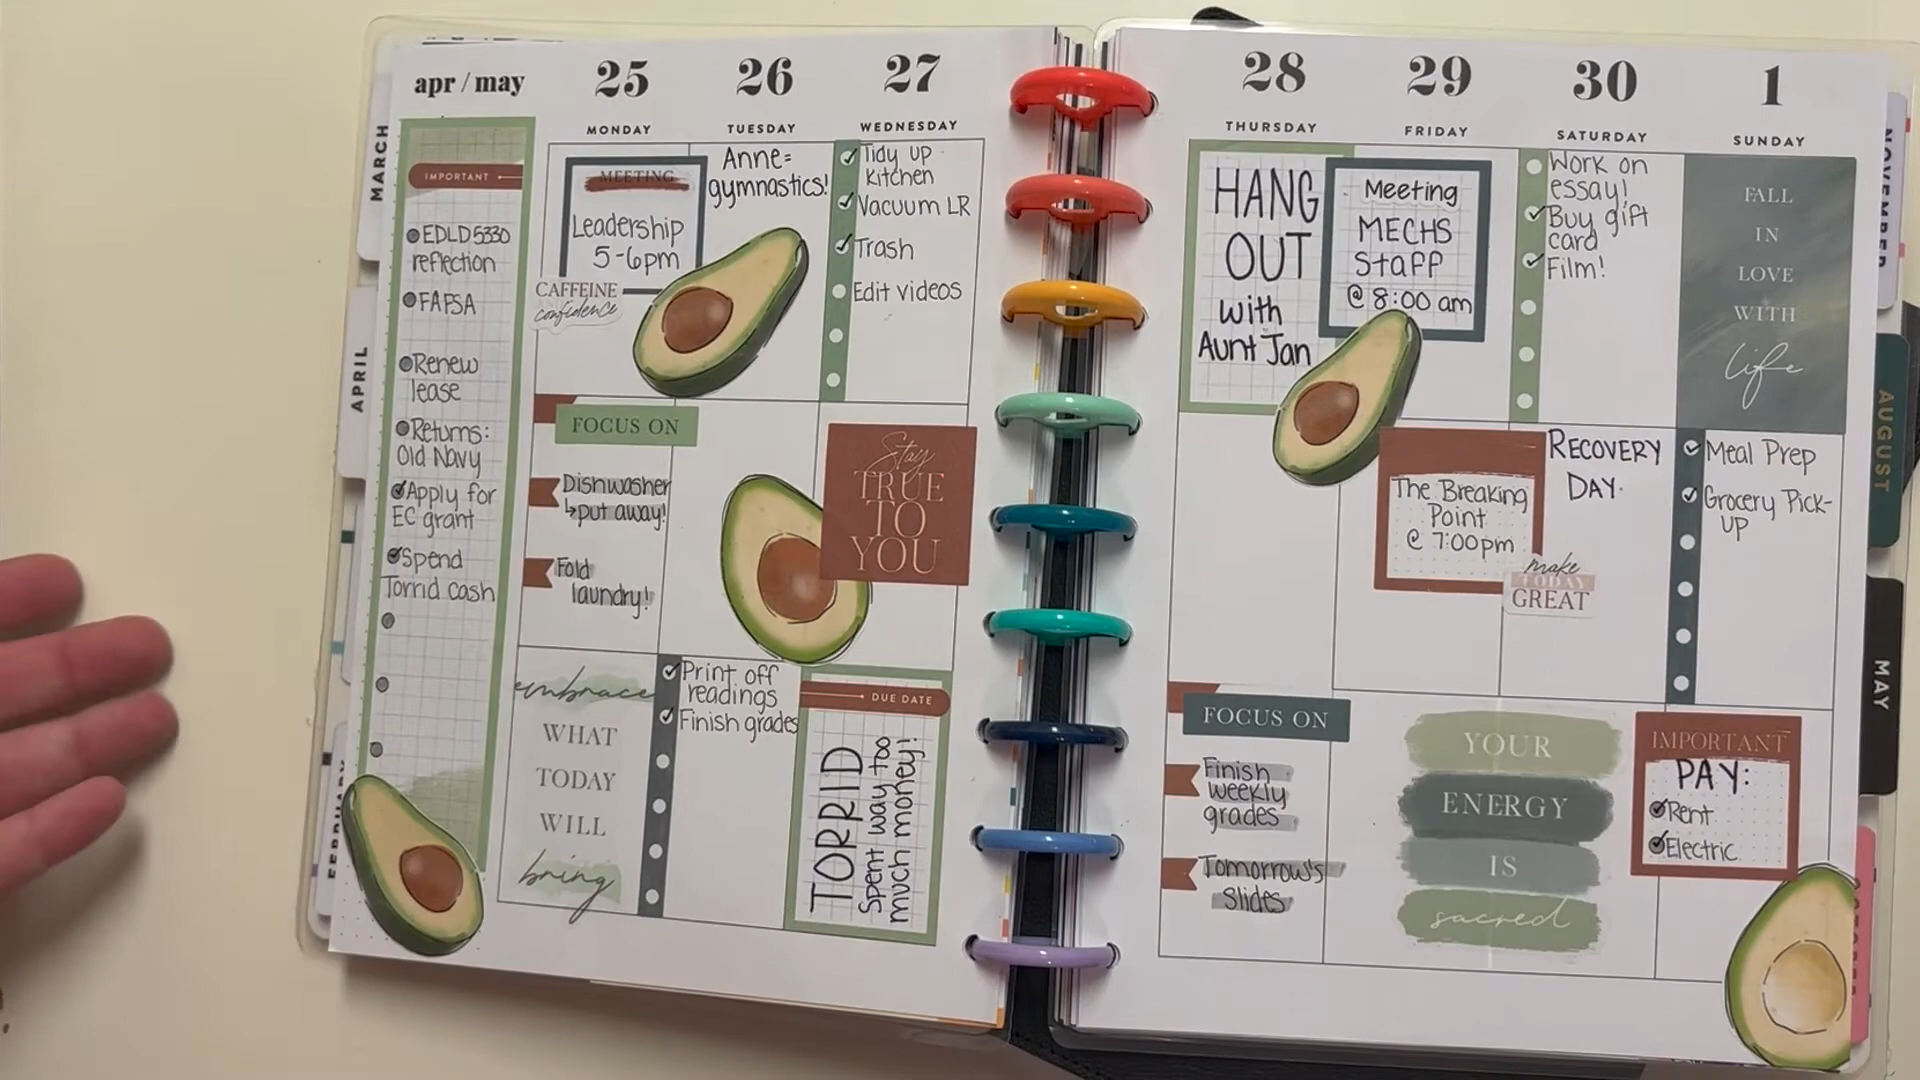 apr / may
IMPORTANT
EDLD 5330
reflection
FAFSA
Renew
lease
Returns:
Old Navy
Apply for
EC grant
Spend
Torrid cash
25
MONDAY
MEETING
Leadership
5-6pm
CAFFEINE
AND
confidence
FOCUS ON
Dishwasher
↳put away!
Fold
laundry!
embrace
WHAT
TODAY
WILL
bring
26
TUESDAY
Anne=
gymnastics!
Print off
readings
Finish grades
27
WEDNESDAY
Tidy up
kitchen
Vacuum LR
Trash
Edit videos
Stay
TRUE
TO
YOU
DUE DATE
TORRID
Spent way too
much money!
28
THURSDAY
HANG
OUT
with
Aunt Jan
FOCUS ON
Finish
weekly
grades
Tomorrow's
Slides
29
FRIDAY
Meeting
MECHS
Staff
@ 8:00 am
The Breaking
Point
@ 7:00pm
make
TODAY
GREAT
YOUR
ENERGY
IS
sacred
30
SATURDAY
Work on
essay!
Buy gift
card
Film!
RECOVERY
DAY.
1
SUNDAY
FALL
IN
LOVE
WITH
life
Meal Prep
Grocery Pick-
up
IMPORTANT
PAY:
Rent
Electric
MARCH
APRIL
FEBRUARY
NOVEMBER
AUGUST
MAY